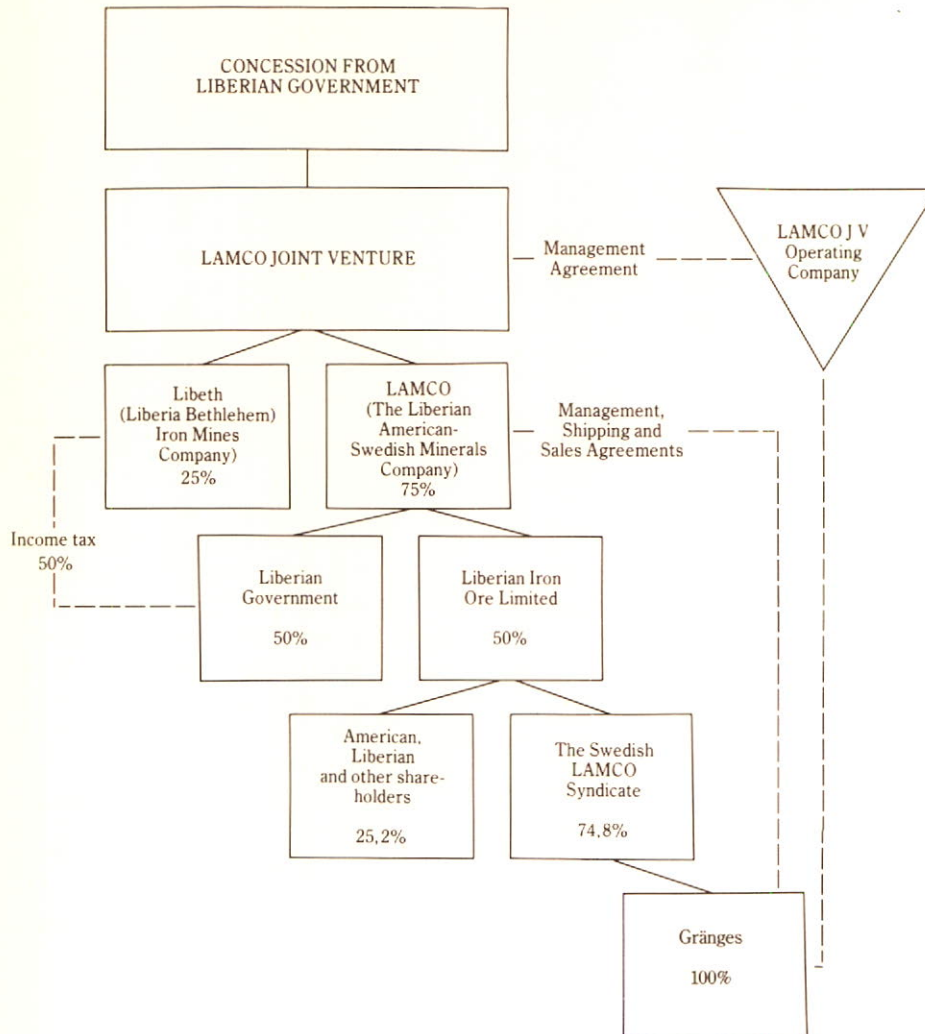 CONCESSION FROM
LIBERIAN GOVERNMENT
LAMCO JOINT VENTURE
Management
Agreement
LAMCO J V
Operating
Company
Libeth
(Liberia Bethlehem)
Iron Mines
Company)
25%
LAMCO
(The Liberian
American-
Swedish Minerals
Company)
75%
Management,
Shipping and
Sales Agreements
Income tax
50%
Liberian
Government
50%
Liberian Iron
Ore Limited
50%
American,
Liberian
and other share-
holders
25,2%
The Swedish
LAMCO
Syndicate
74,8%
Gränges
100%